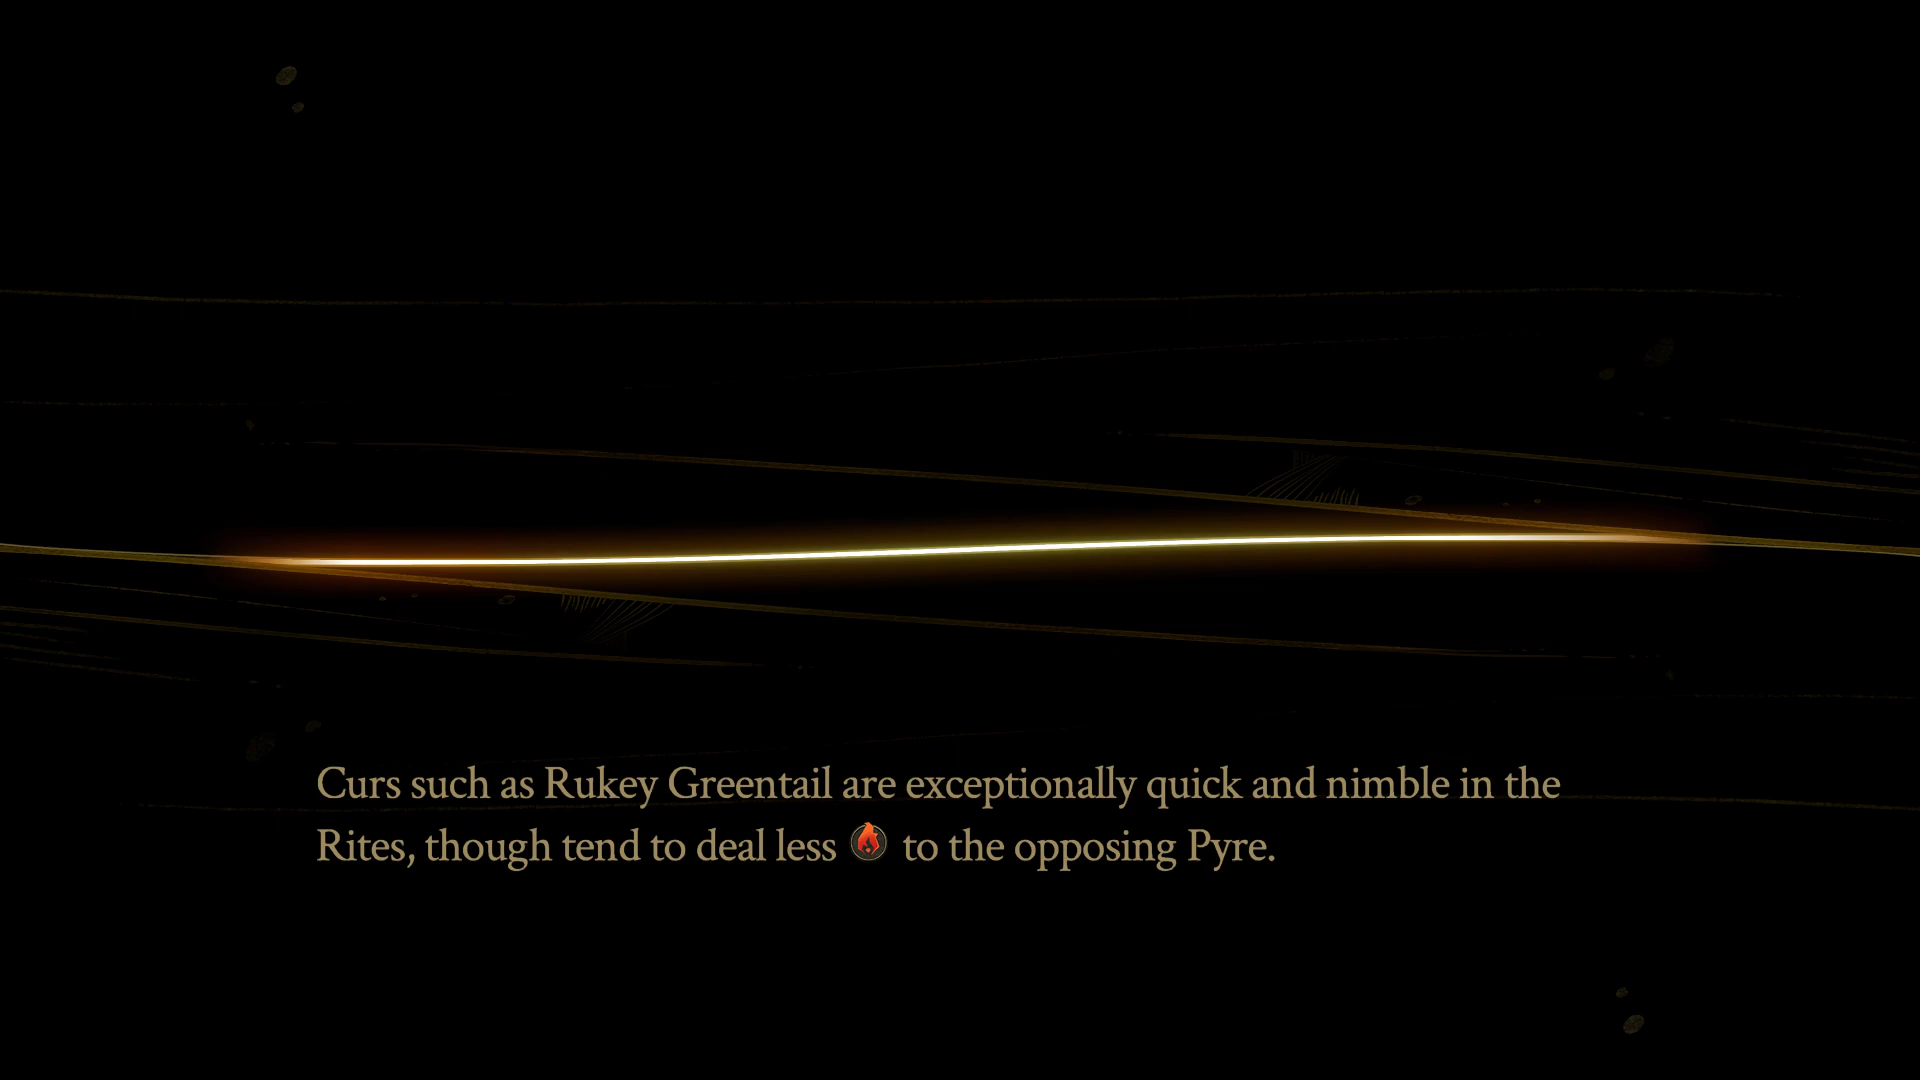 Curs such as Rukey Greentail are exceptionally quick and nimble in the
Rites, though tend to deal less to the opposing Pyre.